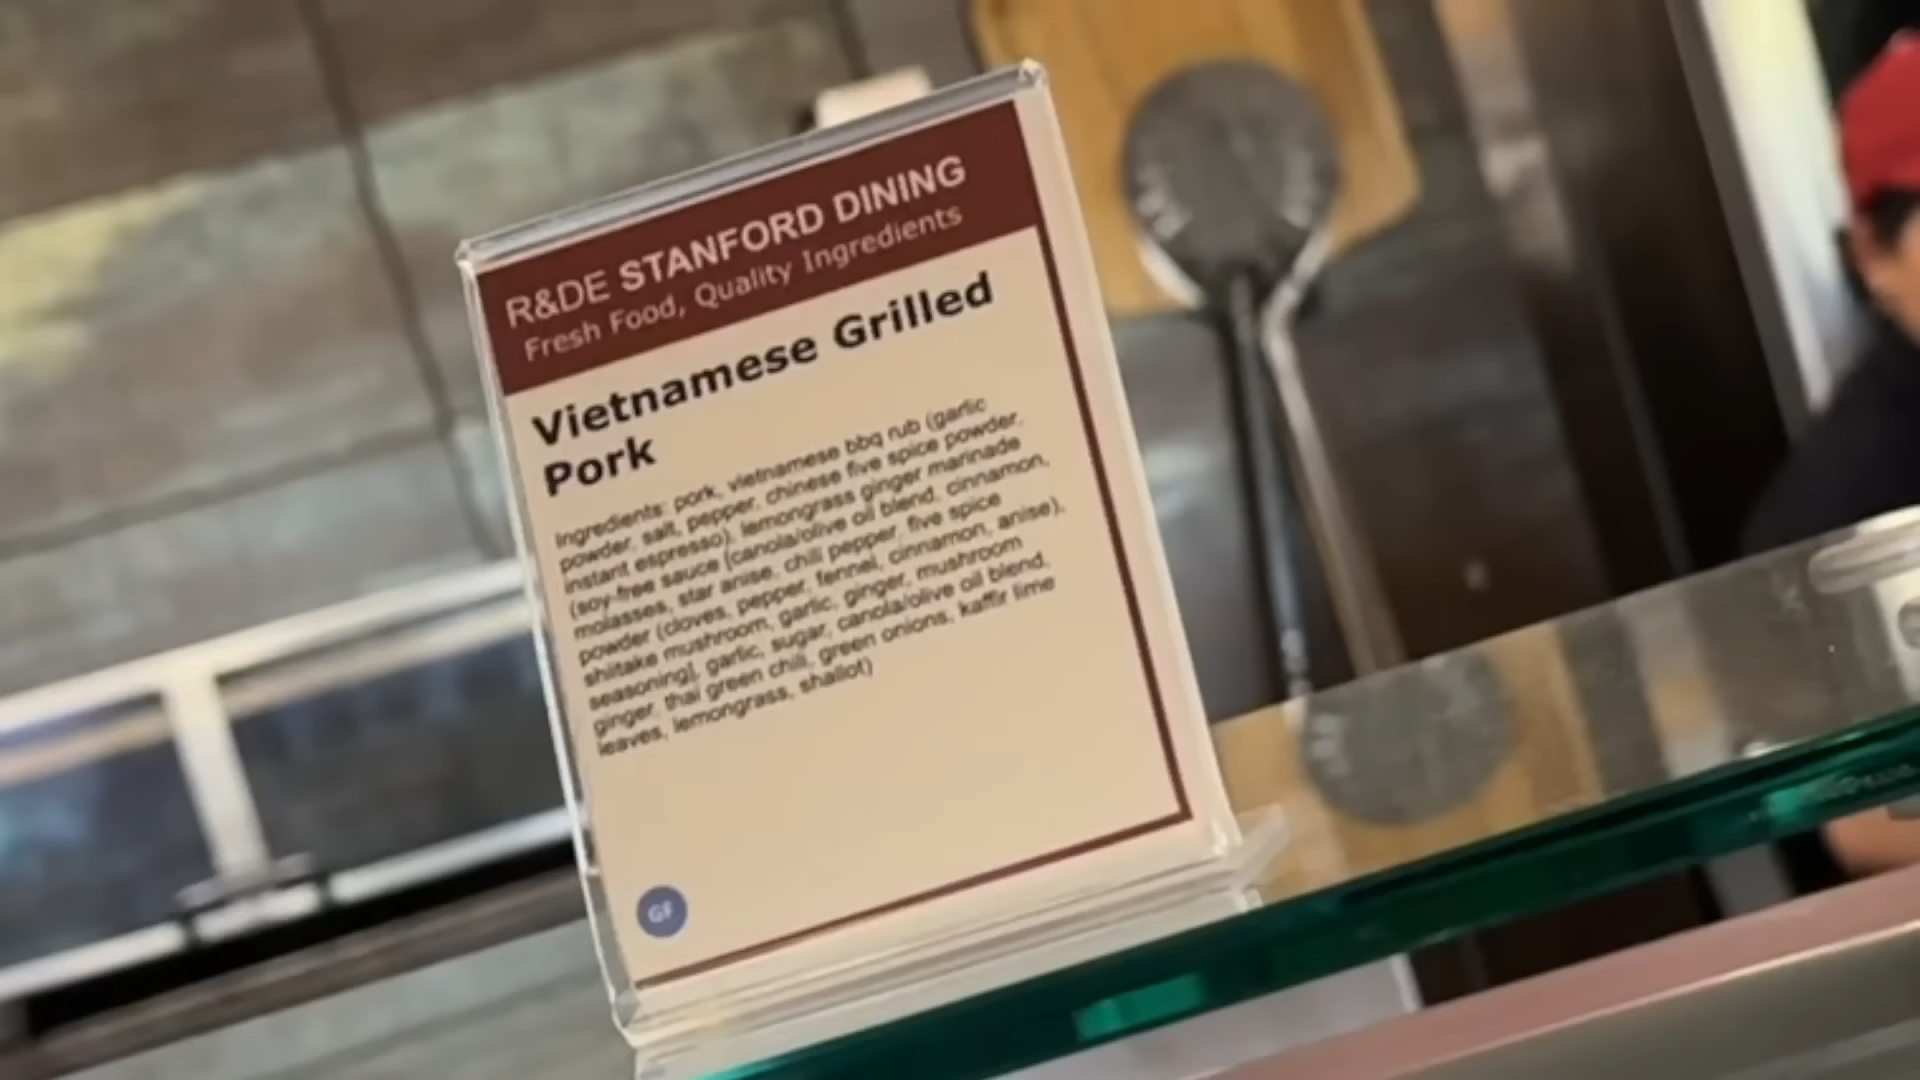 R&DE STANFORD DINING
Fresh Food, Quality Ingredients
Vietnamese Grilled
Pork
Ingredients: pork, vietnamese bbq rub (garlic
powder, salt, pepper, chinese five spice powder,
instant espresso), lemongrass ginger marinade
(soy-free sauce [canola/olive oil blend, cinnamon,
molasses, star anise, chili pepper, five spice
powder (cloves, pepper, fennel, cinnamon, anise),
shiitake mushroom, garlic, ginger, mushroom
seasoning], garlic, sugar, canola/olive oil blend,
ginger, thai green chili, green onions, kaffir lime
leaves, lemongrass, shallot)
GF